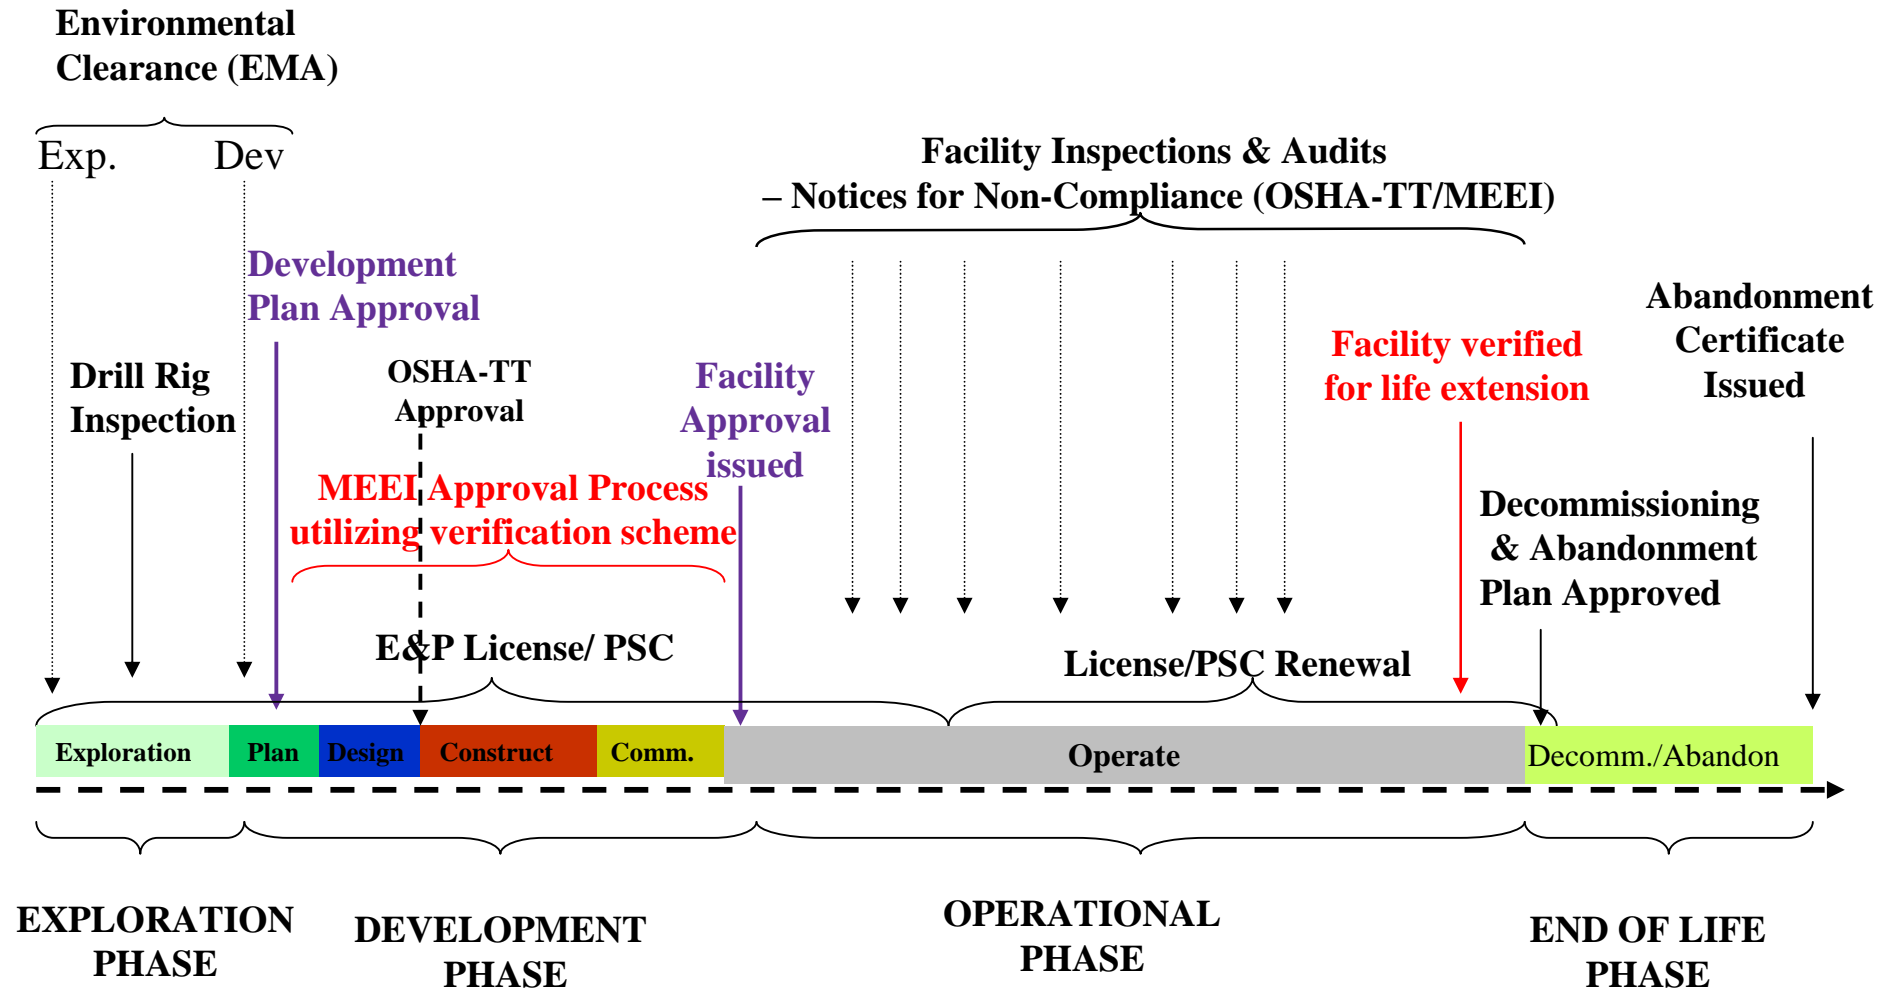 Environmental
Clearance (EMA)
Exp.
Dev
Facility Inspections & Audits
– Notices for Non-Compliance (OSHA-TT/MEEI)
Development
Plan Approval
Drill Rig
Inspection
OSHA-TT
Approval
Facility
Approval
issued
MEEI Approval Process
utilizing verification scheme
Facility verified
for life extension
Abandonment
Certificate
Issued
Decommissioning
& Abandonment
Plan Approved
E&P License/ PSC
License/PSC Renewal
Exploration
Plan
Design
Construct
Comm.
Operate
Decomm./Abandon
EXPLORATION
PHASE
DEVELOPMENT
PHASE
OPERATIONAL
PHASE
END OF LIFE
PHASE